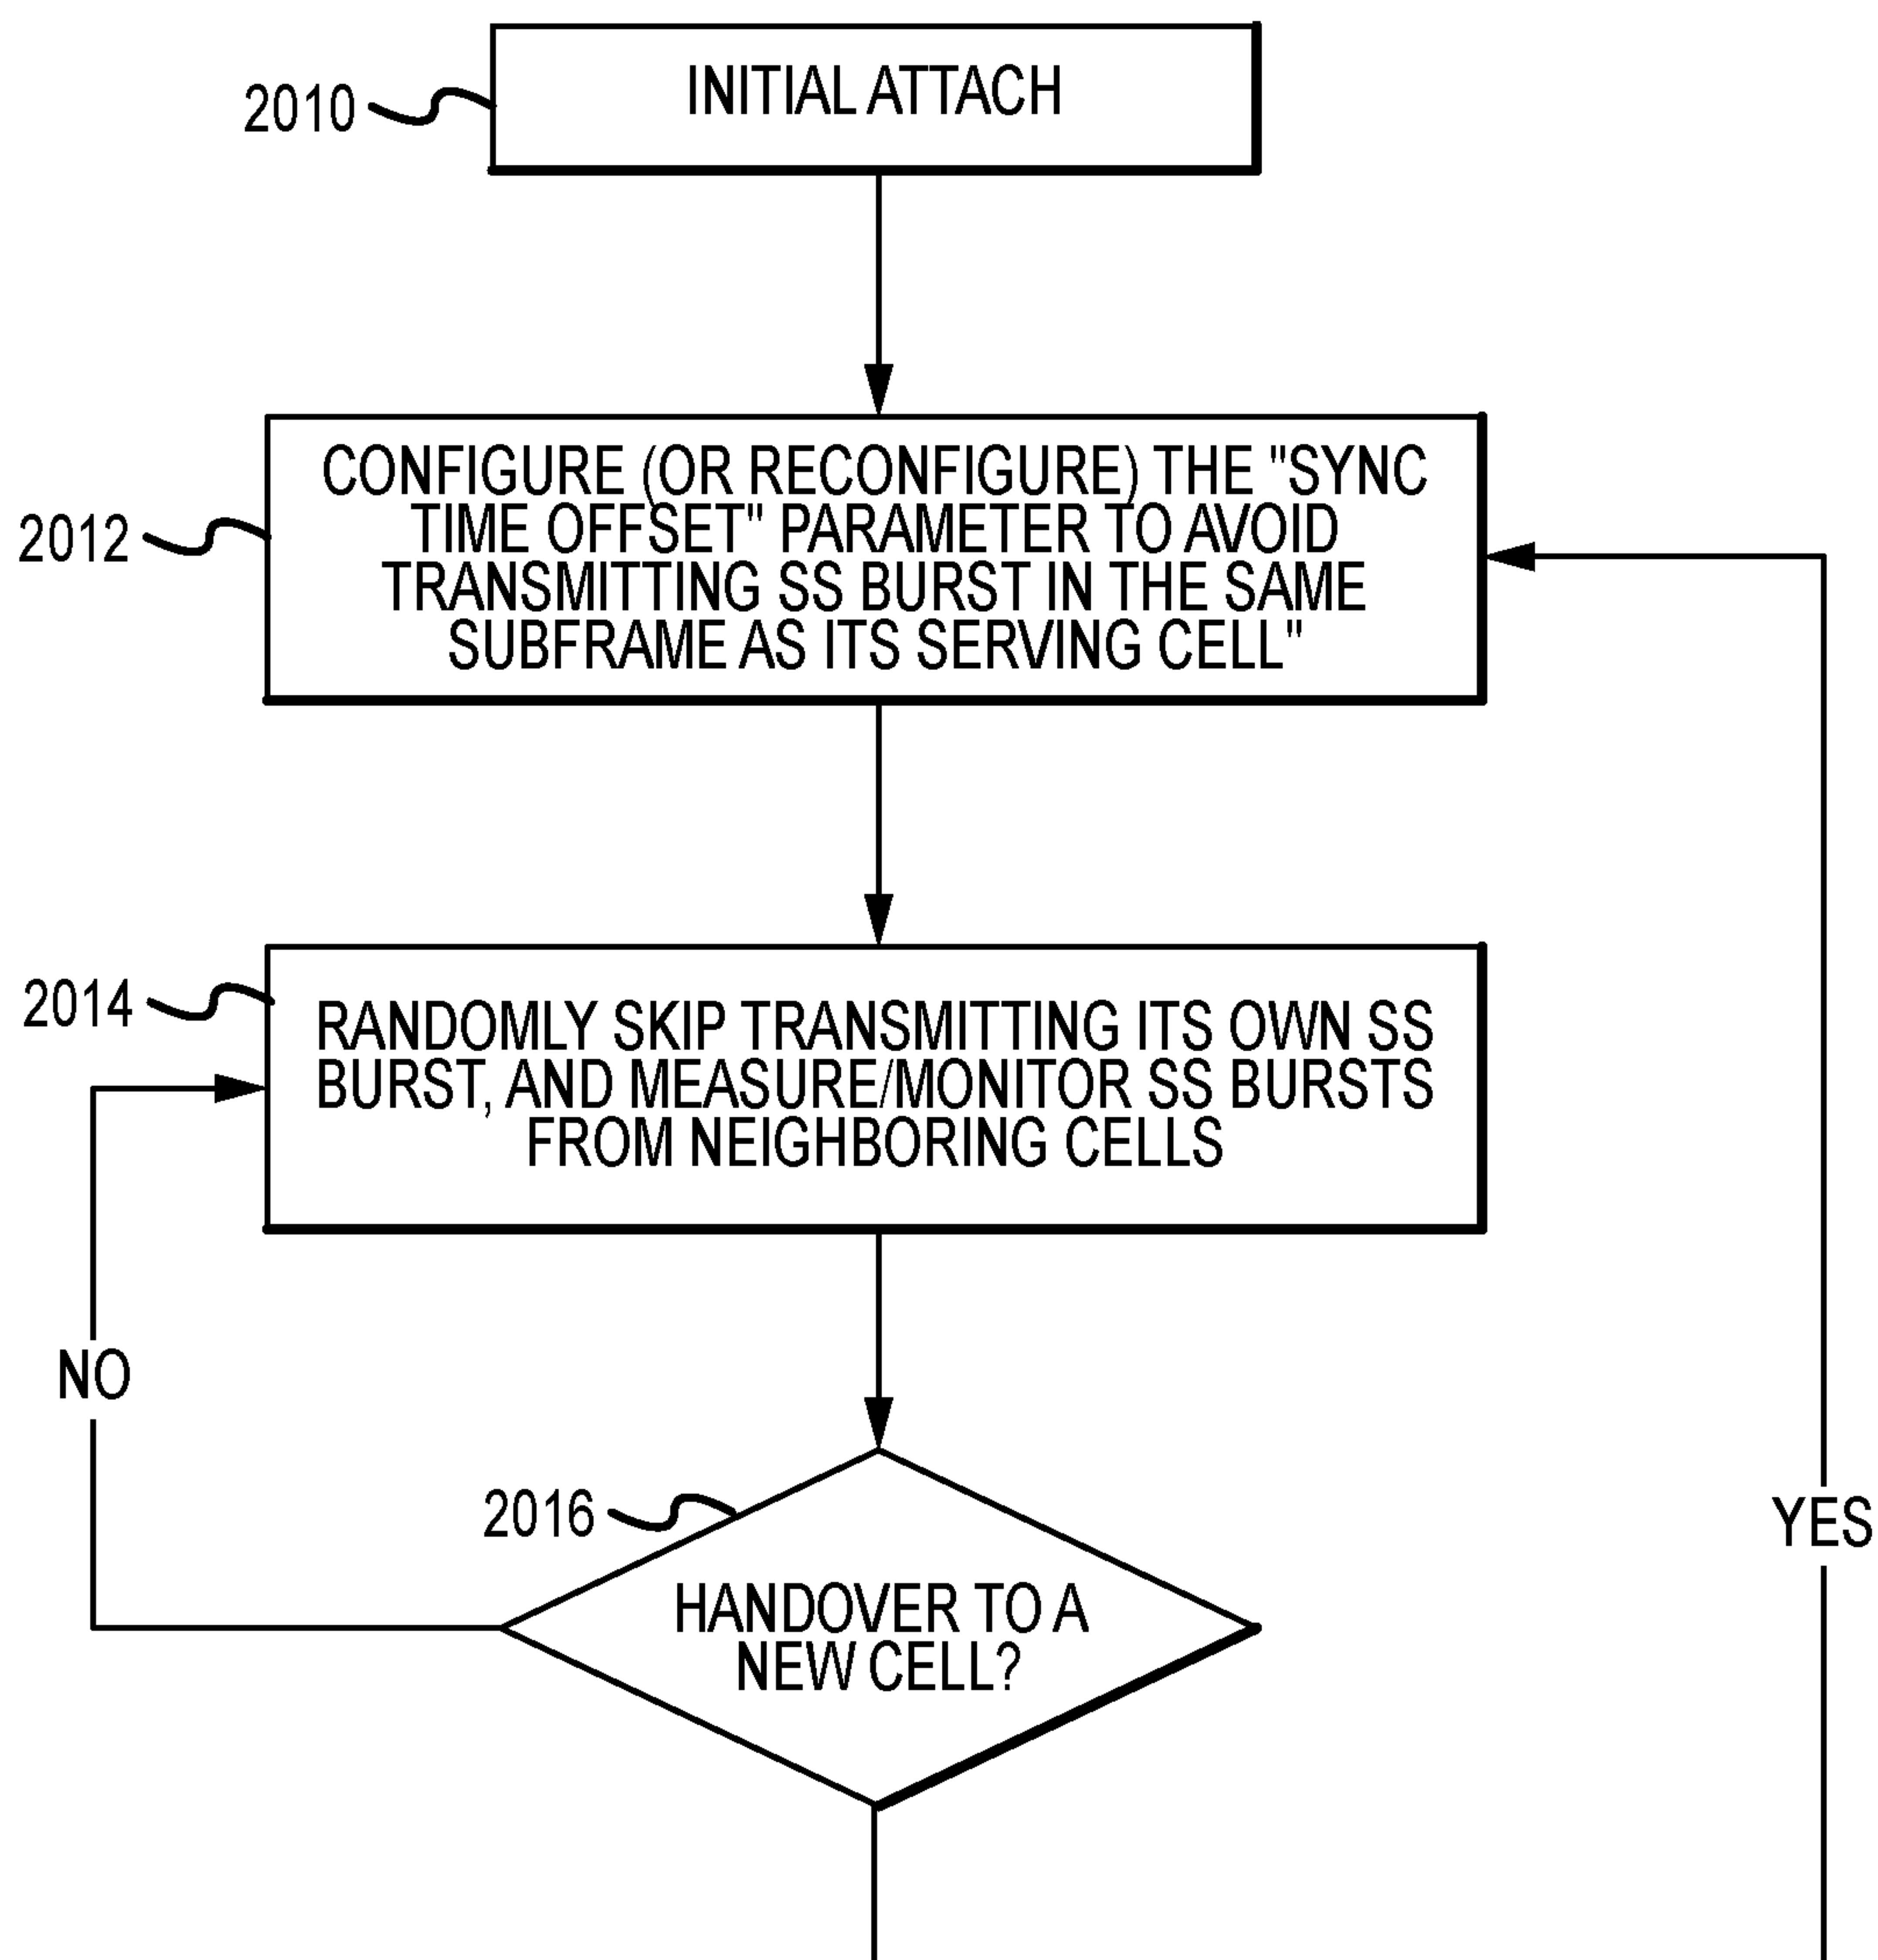 INITIAL ATTACH
2010
CONFIGURE (OR RECONFIGURE) THE "SYNC
TIME OFFSET" PARAMETER TO AVOID
TRANSMITTING SS BURST IN THE SAME
SUBFRAME AS ITS SERVING CELL"
2012
2014
RANDOMLY SKIP TRANSMITTING ITS OWN SS
BURST, AND MEASURE/MONITOR SS BURSTS
FROM NEIGHBORING CELLS
NO
2016
YES
HANDOVER TO A
NEW CELL?